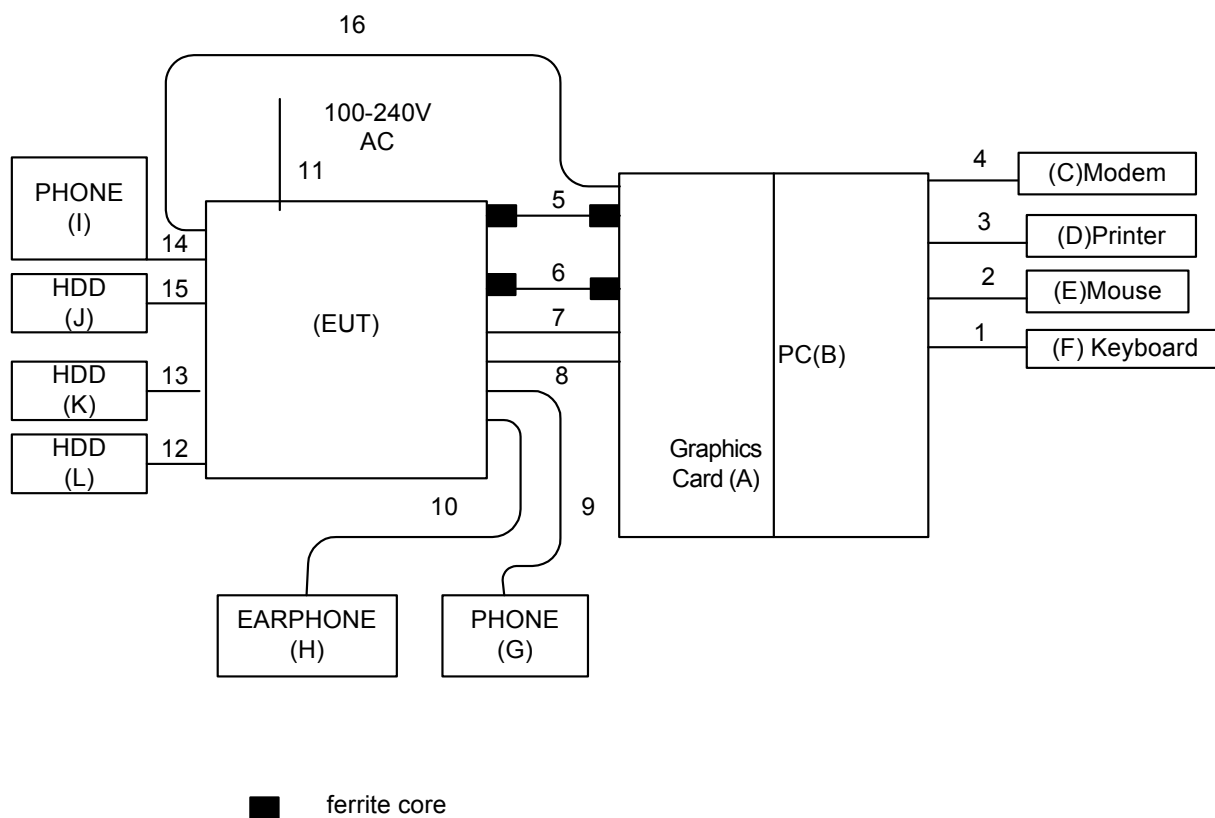 16
100-240V
AC
11
PHONE
(I)
14
HDD
(J)
15
HDD
(K)
13
HDD
(L)
12
(EUT)
5
6
7
8
10
9
EARPHONE
(H)
PHONE
(G)
Graphics
Card (A)
PC(B)
4
(C)Modem
3
(D)Printer
2
(E)Mouse
1
(F) Keyboard
ferrite core